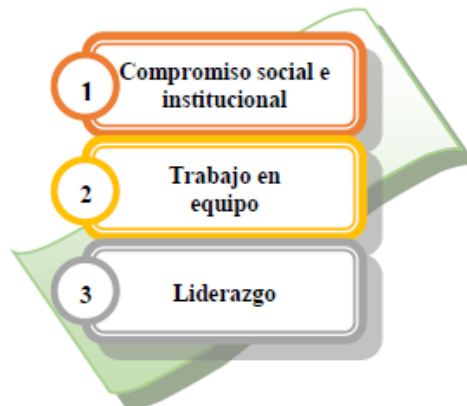 1
Compromiso social e
institucional
2
Trabajo en
equipo
3
Liderazgo